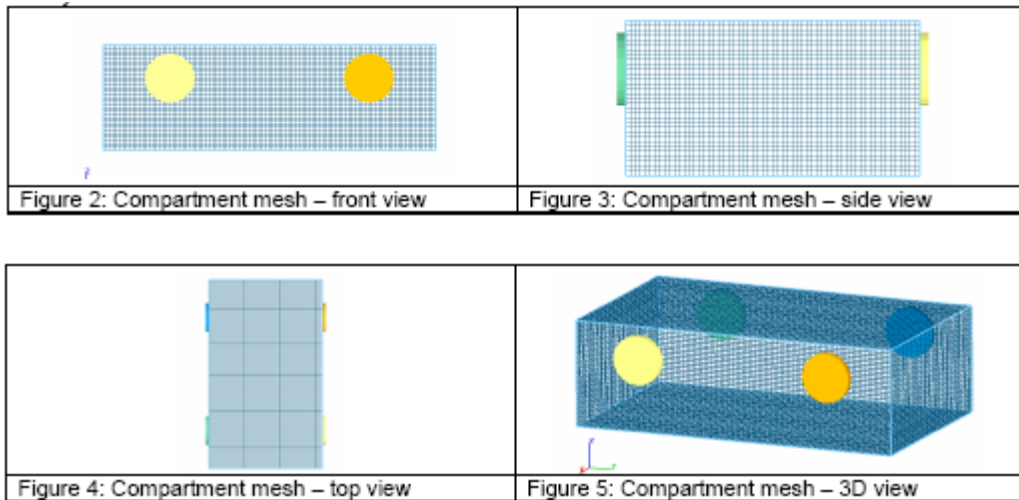 Figure 2: Compartment mesh – front view
Figure 3: Compartment mesh – side view
Figure 4: Compartment mesh – top view
Figure 5: Compartment mesh – 3D view